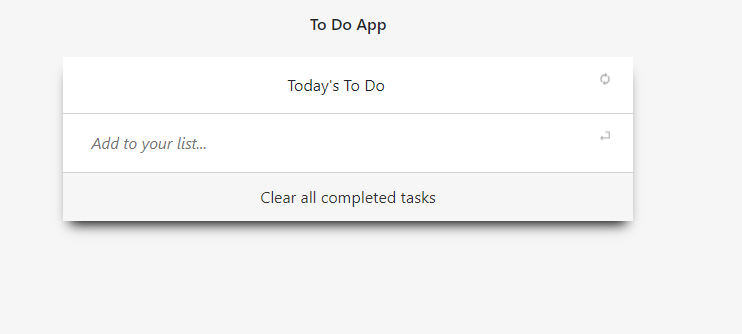 To Do App
Today's To Do
Add to your list...
Clear all completed tasks